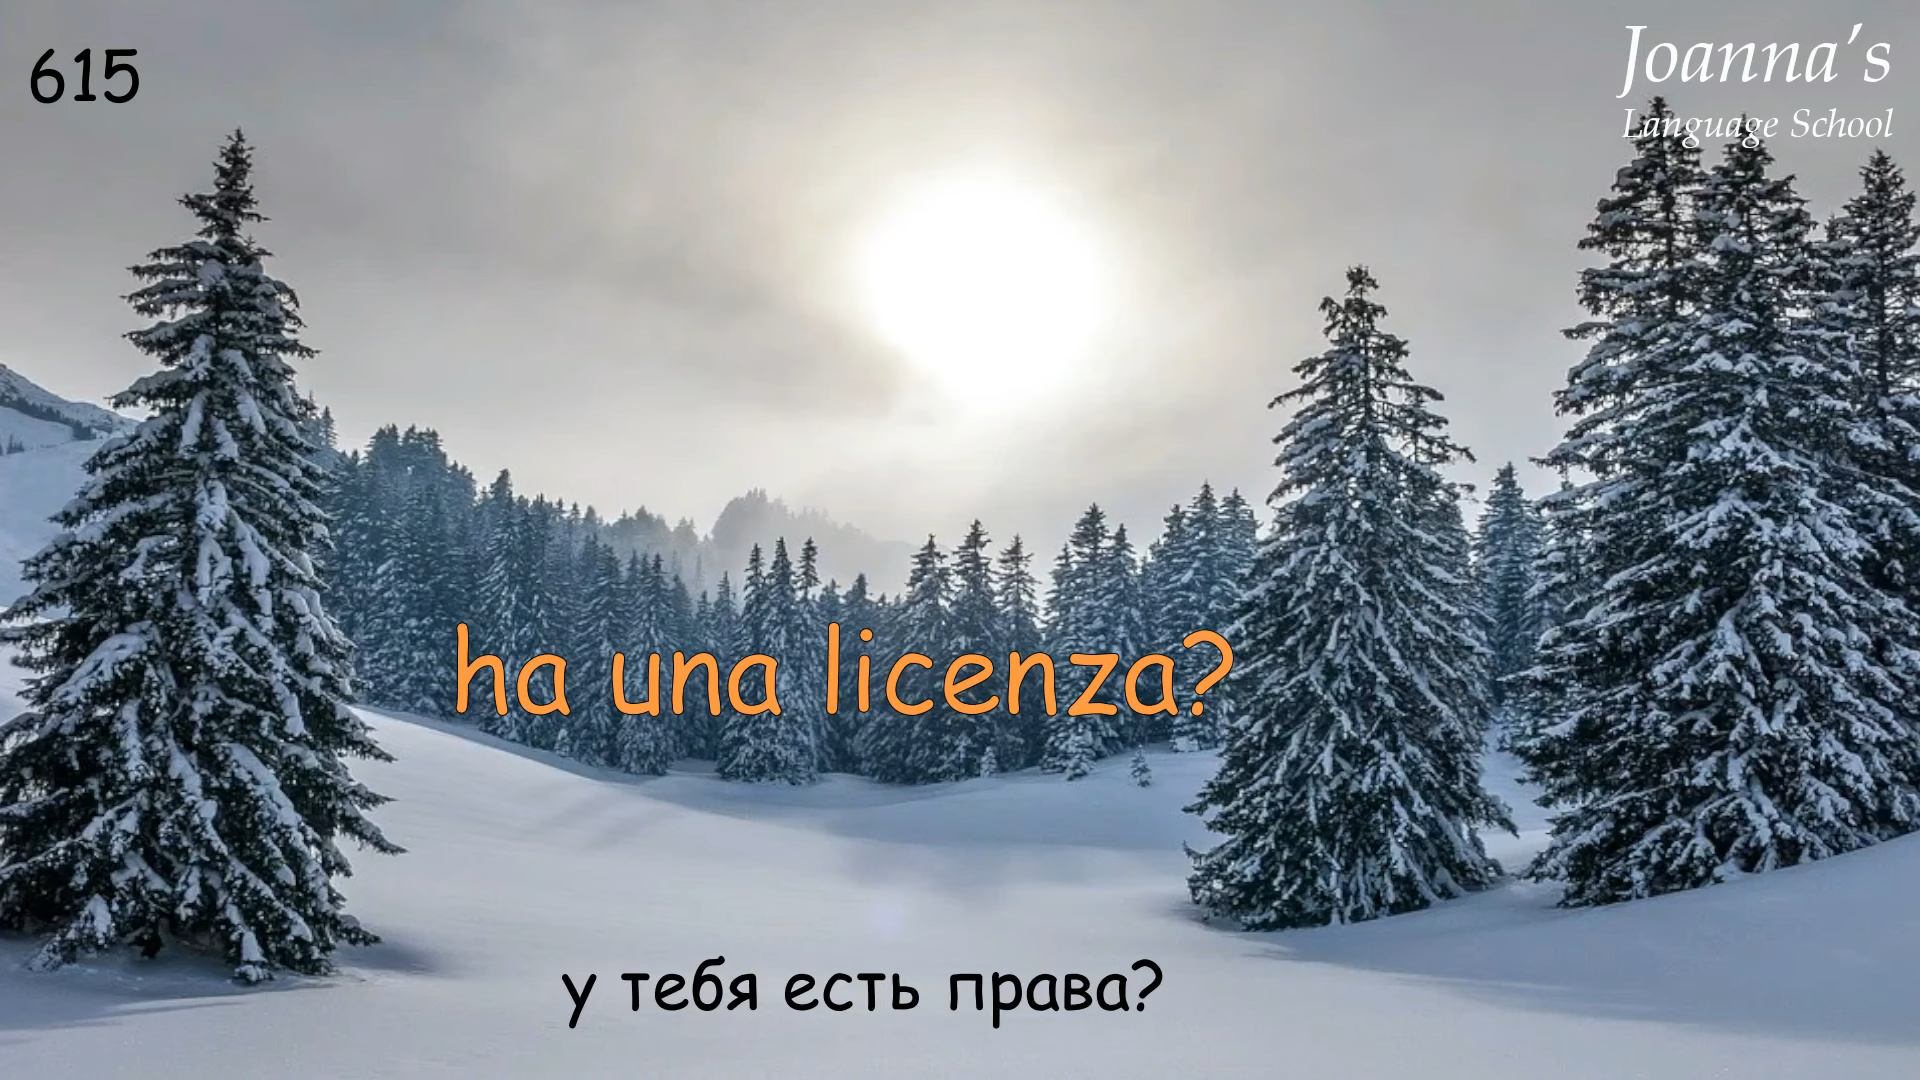 615
Joanna's
Language School
ha una licenza?
у тебя есть права?